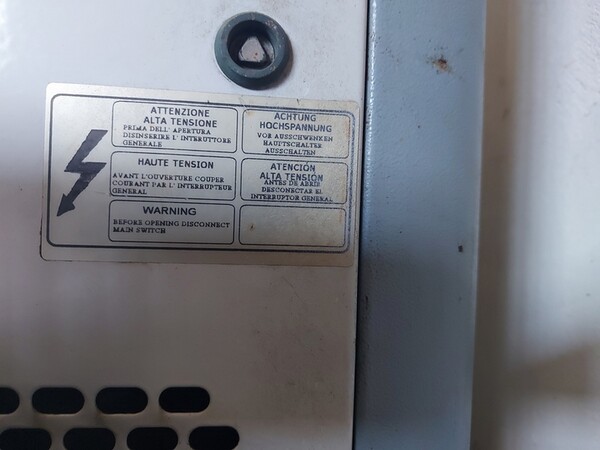 ATTENZIONE
ALTA TENSIONE
PRIMA DELL' APERTURA
DISINSERIRE L' INTERUTTORE
GENERALE
ACHTUNG
HOCHSPANNUNG
VOR AUSSCHWENKEN
HAUPTSCHALTER
AUSSCHALTEN
HAUTE TENSION
AVANT L'OUVERTURE COUPER
COURANT PAR L' INTERRUPTEUR
GENERAL
ATENCIÓN
ALTA TENSIÓN
ANTES DE ABRIR
DESCONECTAR EL
INTERRUPTOR GENERAL
WARNING
BEFORE OPENING DISCONNECT
MAIN SWITCH